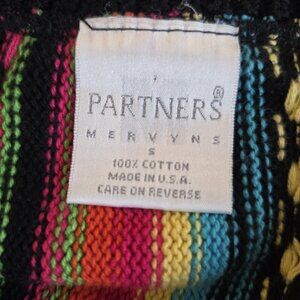 PARTNERS®
MERVYNS
S
100% COTTON
MADE IN U.S.A.
CARE ON REVERSE